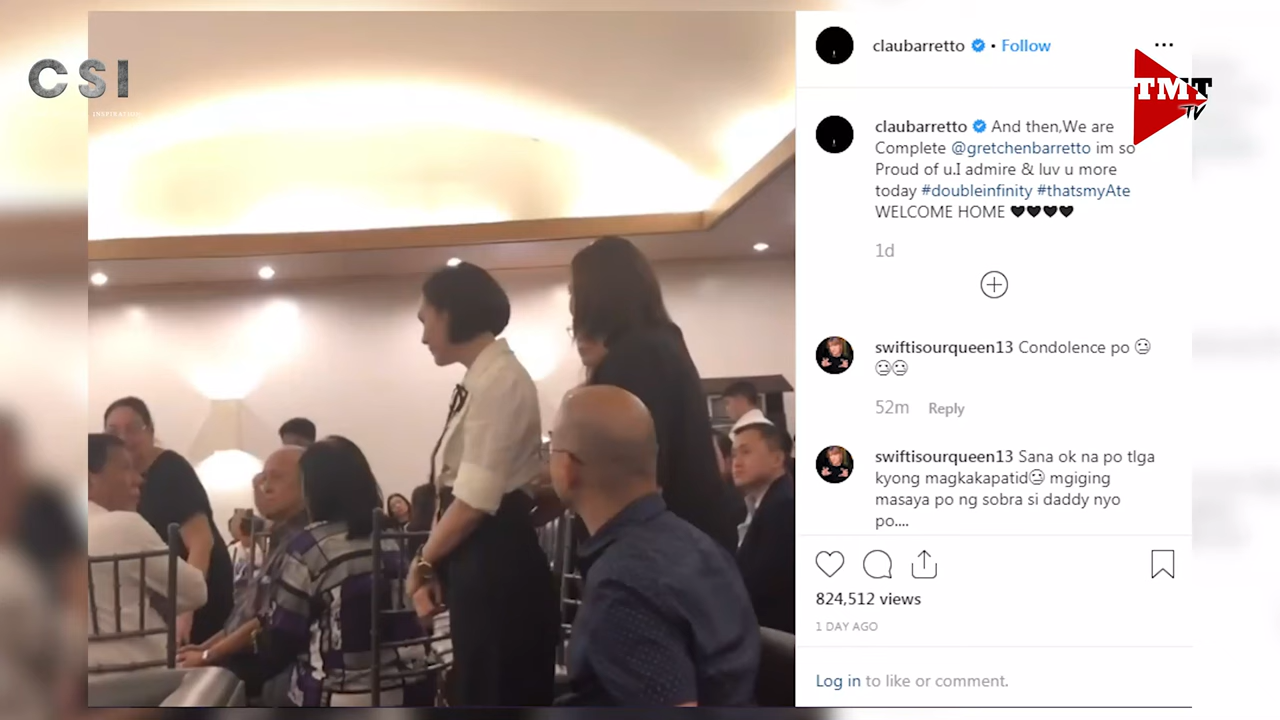 CSI
INSPIRATION
claubarretto • Follow
TMT
TV
claubarretto And then,We are
Complete @gretchenbarretto im so
Proud of u.I admire & luv u more
today #doubleinfinity #thatsmyAte
WELCOME HOME 🖤🖤🖤🖤
1d
swiftisourqueen13 Condolence po 😐
😐😐
52m Reply
swiftisourqueen13 Sana ok na po tlga
kyong magkakapatid😐 mgiging
masaya po ng sobra si daddy nyo
po....
824,512 views
1 DAY AGO
Log in to like or comment.